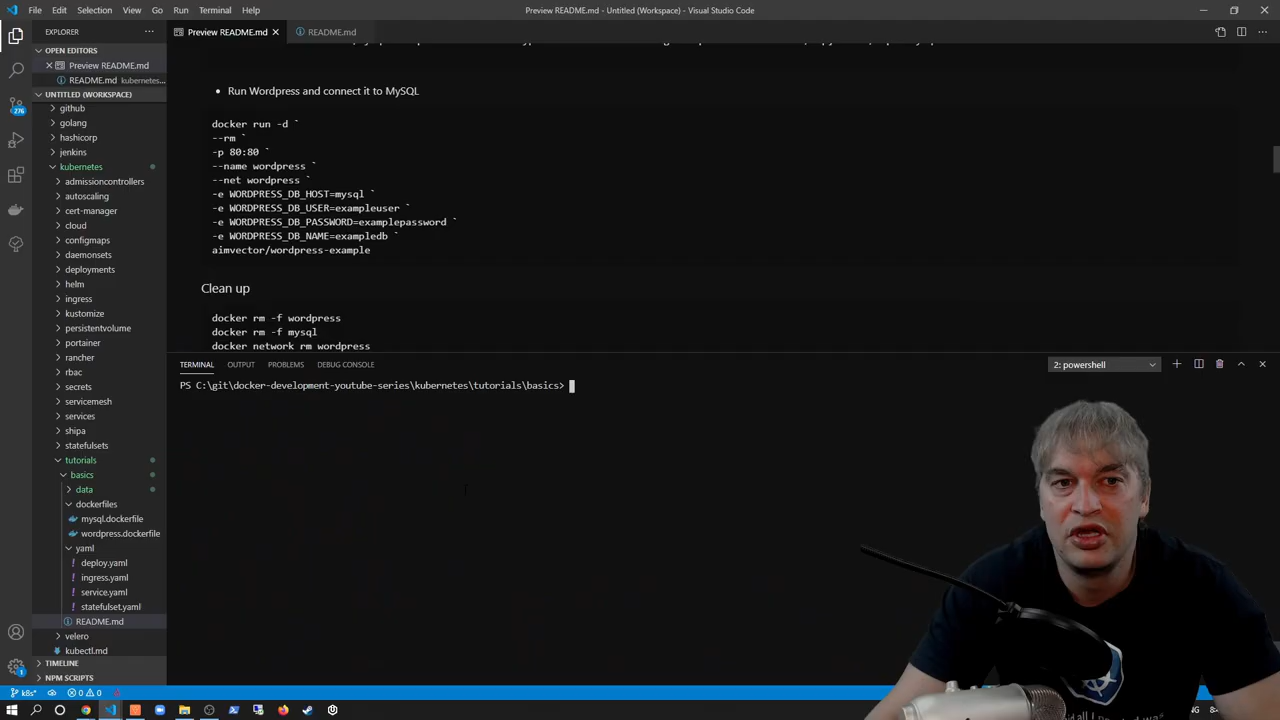 File Edit Selection View Go Run Terminal Help
Preview README.md - Untitled (Workspace) - Visual Studio Code
EXPLORER
OPEN EDITORS
Preview README.md
README.md kubernetes...
UNTITLED (WORKSPACE)
github
golang
hashicorp
jenkins
kubernetes
admissioncontrollers
autoscaling
cert-manager
cloud
configmaps
daemonsets
deployments
helm
ingress
kustomize
persistentvolume
portainer
rancher
rbac
secrets
servicemesh
services
shipa
statefulsets
tutorials
basics
data
dockerfiles
mysql.dockerfile
wordpress.dockerfile
yaml
deploy.yaml
ingress.yaml
service.yaml
statefulset.yaml
README.md
velero
kubectl.md
TIMELINE
NPM SCRIPTS
276
1
Preview README.md
README.md
• Run Wordpress and connect it to MySQL
docker run -d `
--rm `
-p 80:80 `
--name wordpress `
--net wordpress `
-e WORDPRESS_DB_HOST=mysql `
-e WORDPRESS_DB_USER=exampleuser `
-e WORDPRESS_DB_PASSWORD=examplepassword `
-e WORDPRESS_DB_NAME=exampledb `
aimvector/wordpress-example
Clean up
docker rm -f wordpress
docker rm -f mysql
docker network rm wordpress
TERMINAL OUTPUT PROBLEMS DEBUG CONSOLE
2: powershell
PS C:\git\docker-development-youtube-series\kubernetes\tutorials\basics>
k8s* 0 0